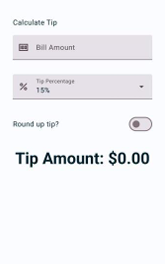 Calculate Tip
Bill Amount
Tip Percentage
15%
Round up tip?
Tip Amount: $0.00